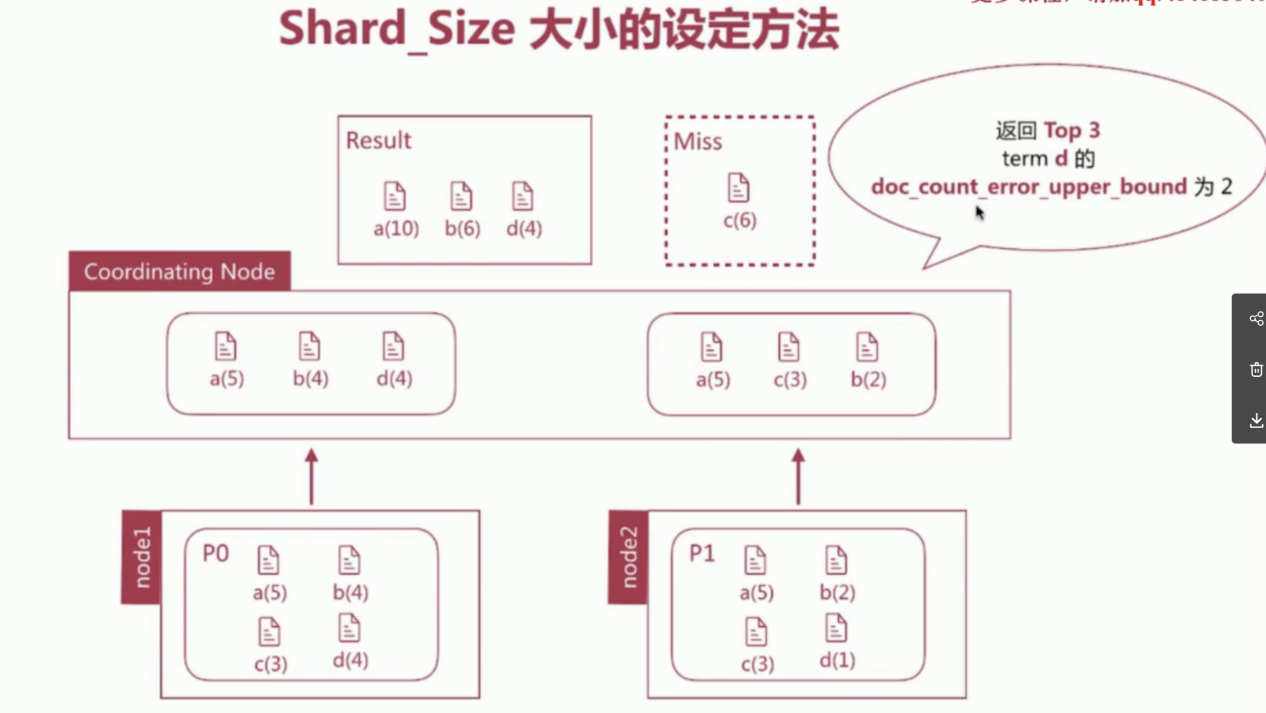 Shard_Size 大小的设定方法
返回 Top 3
term d 的
doc_count_error_upper_bound 为 2
Result
a(10) b(6) d(4)
Miss
c(6)
Coordinating Node
a(5) b(4) d(4)
a(5) c(3) b(2)
node1
P0
a(5) b(4)
c(3) d(4)
node2
P1
a(5) b(2)
c(3) d(1)